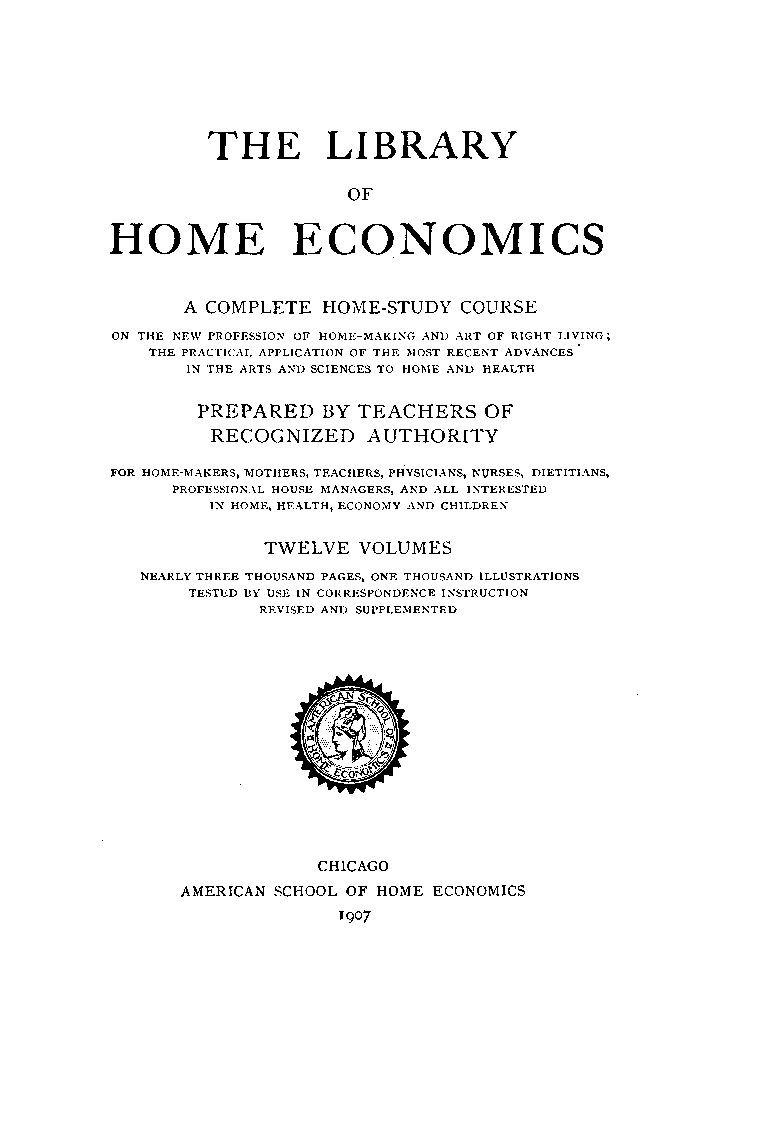 THE LIBRARY
OF
HOME ECONOMICS
A COMPLETE HOME-STUDY COURSE
ON THE NEW PROFESSION OF HOME-MAKING AND ART OF RIGHT LIVING;
THE PRACTICAL APPLICATION OF THE MOST RECENT ADVANCES
IN THE ARTS AND SCIENCES TO HOME AND HEALTH
PREPARED BY TEACHERS OF
RECOGNIZED AUTHORITY
FOR HOME-MAKERS, MOTHERS, TEACHERS, PHYSICIANS, NURSES, DIETITIANS,
PROFESSIONAL HOUSE MANAGERS, AND ALL INTERESTED
IN HOME, HEALTH, ECONOMY AND CHILDREN
TWELVE VOLUMES
NEARLY THREE THOUSAND PAGES, ONE THOUSAND ILLUSTRATIONS
TESTED BY USE IN CORRESPONDENCE INSTRUCTION
REVISED AND SUPPLEMENTED
AMERICAN SCHOOL OF HOME ECONOMICS
CHICAGO
AMERICAN SCHOOL OF HOME ECONOMICS
1907